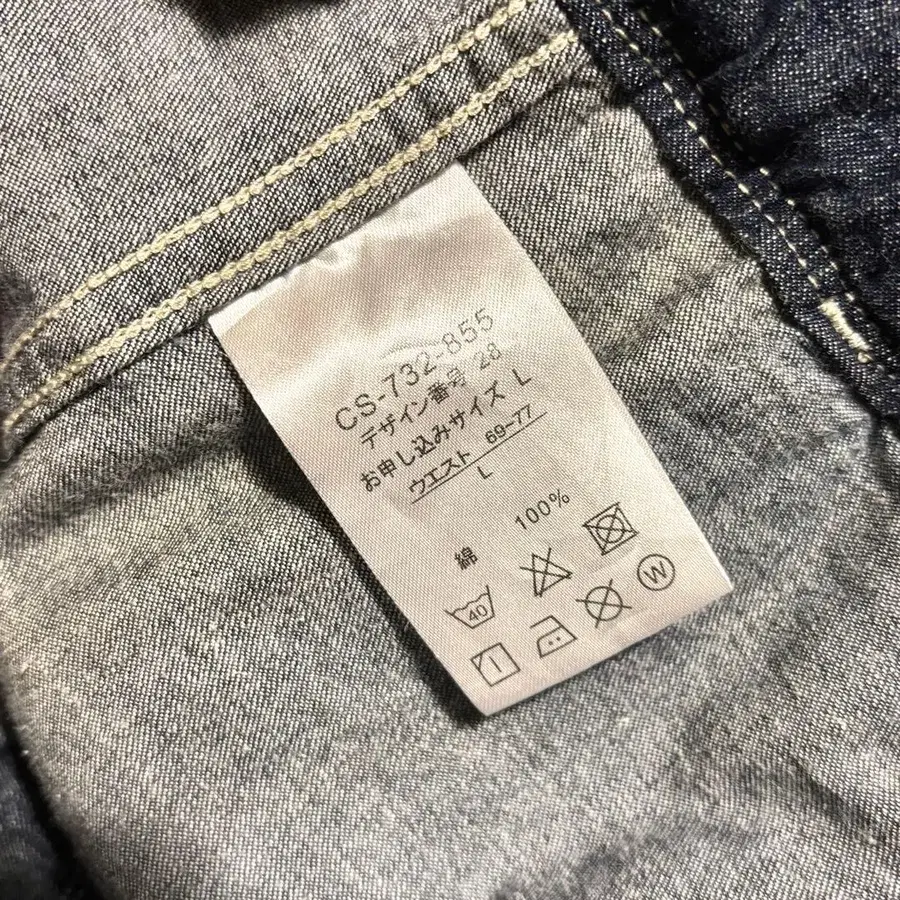 CS-732-855
デザイン番号 28
お申し込みサイズ L
ウエスト 69-77
L
綿 100%
40
W